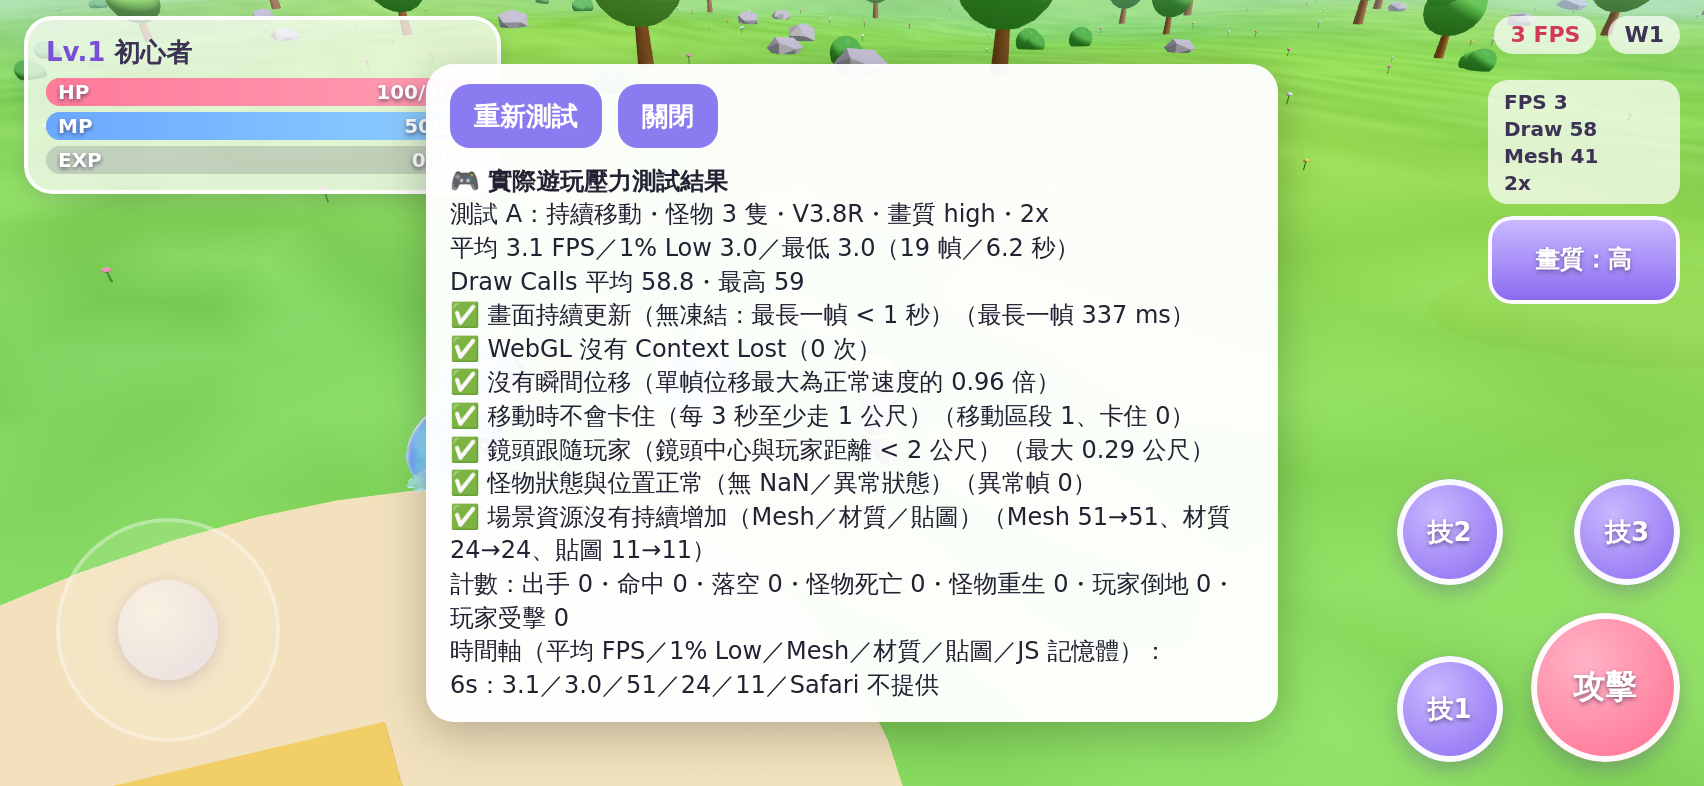 Lv.1 初心者
HP 100/
MP 50
EXP 0
重新測試
關閉
🎮 實際遊玩壓力測試結果
測試 A：持續移動・怪物 3 隻・V3.8R・畫質 high・2x
平均 3.1 FPS／1% Low 3.0／最低 3.0（19 幀／6.2 秒）
Draw Calls 平均 58.8・最高 59
✅ 畫面持續更新（無凍結：最長一幀 < 1 秒）（最長一幀 337 ms）
✅ WebGL 沒有 Context Lost（0 次）
✅ 沒有瞬間位移（單幀位移最大為正常速度的 0.96 倍）
✅ 移動時不會卡住（每 3 秒至少走 1 公尺）（移動區段 1、卡住 0）
✅ 鏡頭跟隨玩家（鏡頭中心與玩家距離 < 2 公尺）（最大 0.29 公尺）
✅ 怪物狀態與位置正常（無 NaN／異常狀態）（異常幀 0）
✅ 場景資源沒有持續增加（Mesh／材質／貼圖）（Mesh 51→51、材質
24→24、貼圖 11→11）
計數：出手 0・命中 0・落空 0・怪物死亡 0・怪物重生 0・玩家倒地 0・
玩家受擊 0
時間軸（平均 FPS／1% Low／Mesh／材質／貼圖／JS 記憶體）：
6s：3.1／3.0／51／24／11／Safari 不提供
3 FPS
W1
FPS 3
Draw 58
Mesh 41
2x
畫質：高
技2
技3
技1
攻擊